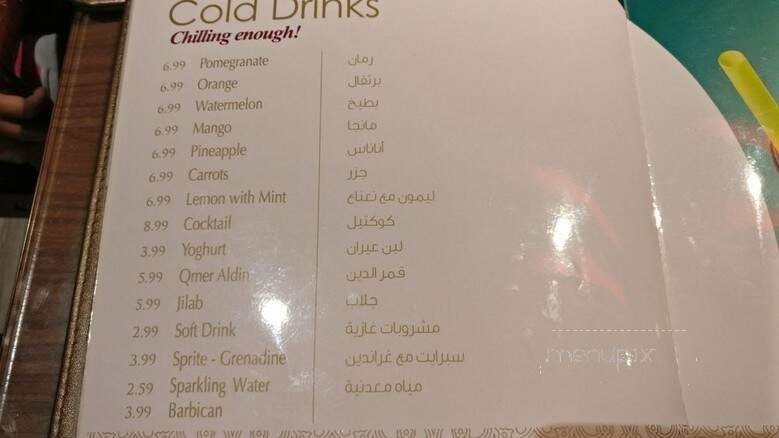 Cold Drinks
Chilling enough!
6.99 Pomegranate رمان
6.99 Orange برتقال
6.99 Watermelon بطيخ
6.99 Mango مانجا
6.99 Pineapple أناناس
6.99 Carrots جزر
6.99 Lemon with Mint ليمون مع نعناع
8.99 Cocktail كوكتيل
3.99 Yoghurt لبن عيران
5.99 Qmer Aldin قمر الدين
5.99 Jilab جلاب
2.99 Soft Drink مشروبات غازية
3.99 Sprite - Grenadine سبرايت مع غراندين
2.59 Sparkling Water مياه معدنية
3.99 Barbican
menupix